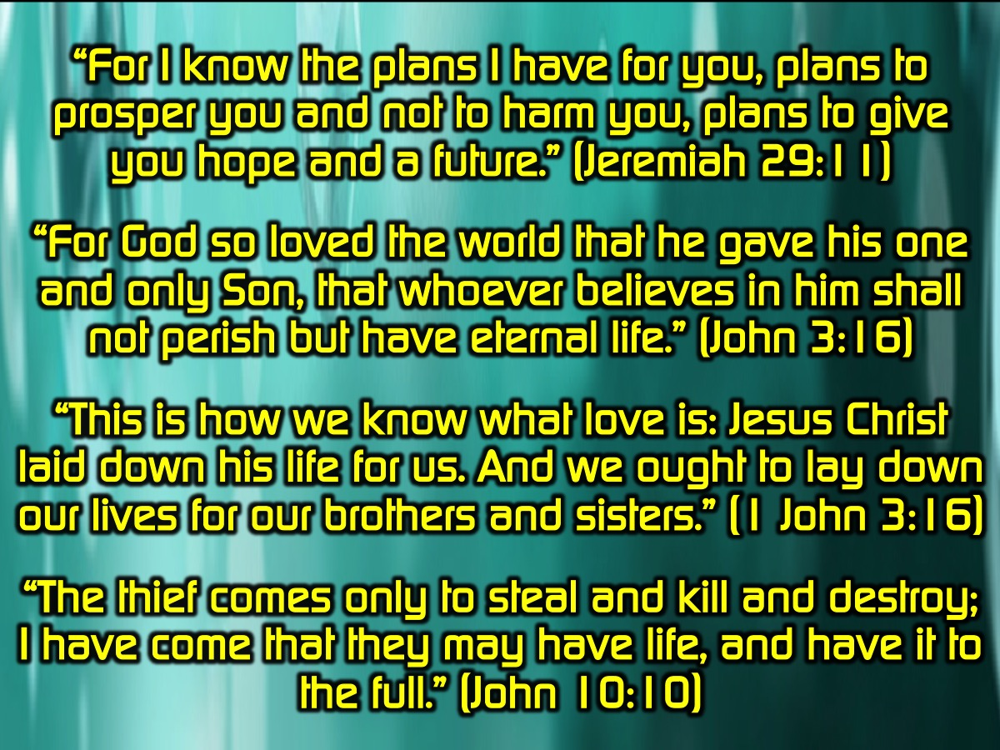 “For I know the plans I have for you, plans to
prosper you and not to harm you, plans to give
you hope and a future.” (Jeremiah 29:11)
“For God so loved the world that he gave his one
and only Son, that whoever believes in him shall
not perish but have eternal life.” (John 3:16)
“This is how we know what love is: Jesus Christ
laid down his life for us. And we ought to lay down
our lives for our brothers and sisters.” (1 John 3:16)
“The thief comes only to steal and kill and destroy;
I have come that they may have life, and have it to
the full.” (John 10:10)